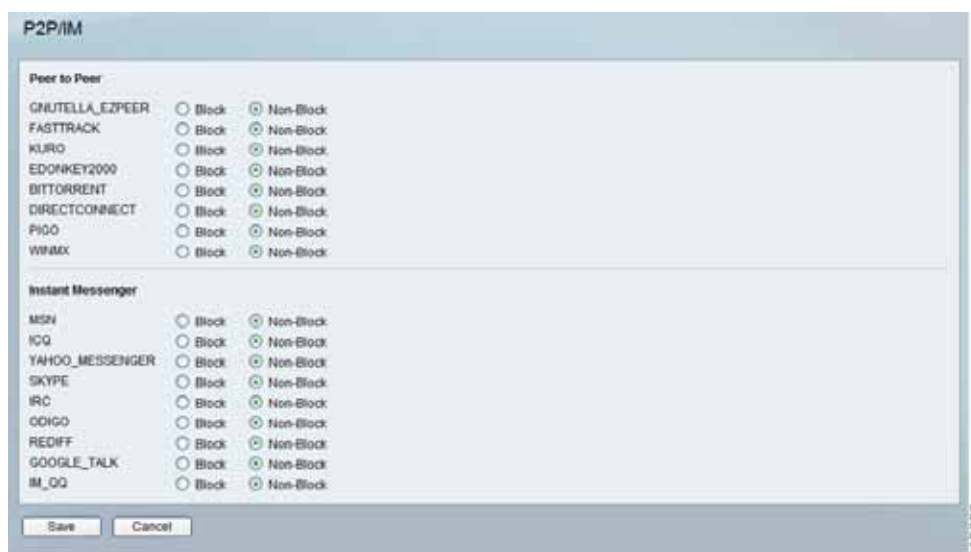 P2P/IM
Peer to Peer
GNUTELLA_EZPEER Block Non-Block
FASTTRACK Block Non-Block
KURO Block Non-Block
EDONKEY2000 Block Non-Block
BITTORRENT Block Non-Block
DIRECTCONNECT Block Non-Block
PIGO Block Non-Block
WINMX Block Non-Block
Instant Messenger
MSN Block Non-Block
ICQ Block Non-Block
YAHOO_MESSENGER Block Non-Block
SKYPE Block Non-Block
IRC Block Non-Block
ODIGO Block Non-Block
REDIFF Block Non-Block
GOOGLE_TALK Block Non-Block
IM_QQ Block Non-Block
Save Cancel